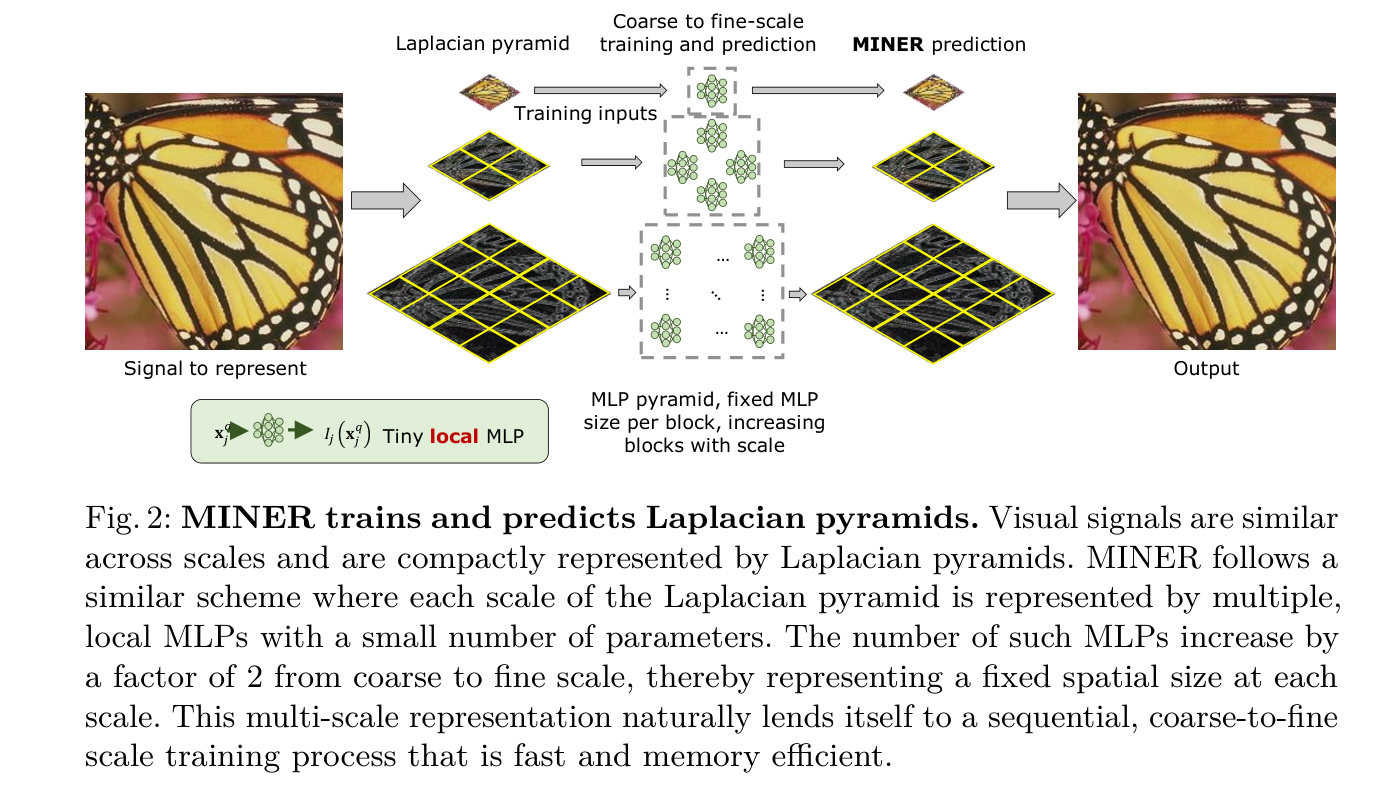 Laplacian pyramid
Coarse to fine-scale
training and prediction
MINER prediction
Training inputs
Signal to represent
Output
MLP pyramid, fixed MLP
size per block, increasing
blocks with scale
... 
⋮ ⋱ ⋮
...
x_j^q I_j(x_j^q) Tiny local MLP
Fig. 2: MINER trains and predicts Laplacian pyramids. Visual signals are similar
across scales and are compactly represented by Laplacian pyramids. MINER follows a
similar scheme where each scale of the Laplacian pyramid is represented by multiple,
local MLPs with a small number of parameters. The number of such MLPs increase by
a factor of 2 from coarse to fine scale, thereby representing a fixed spatial size at each
scale. This multi-scale representation naturally lends itself to a sequential, coarse-to-fine
scale training process that is fast and memory efficient.